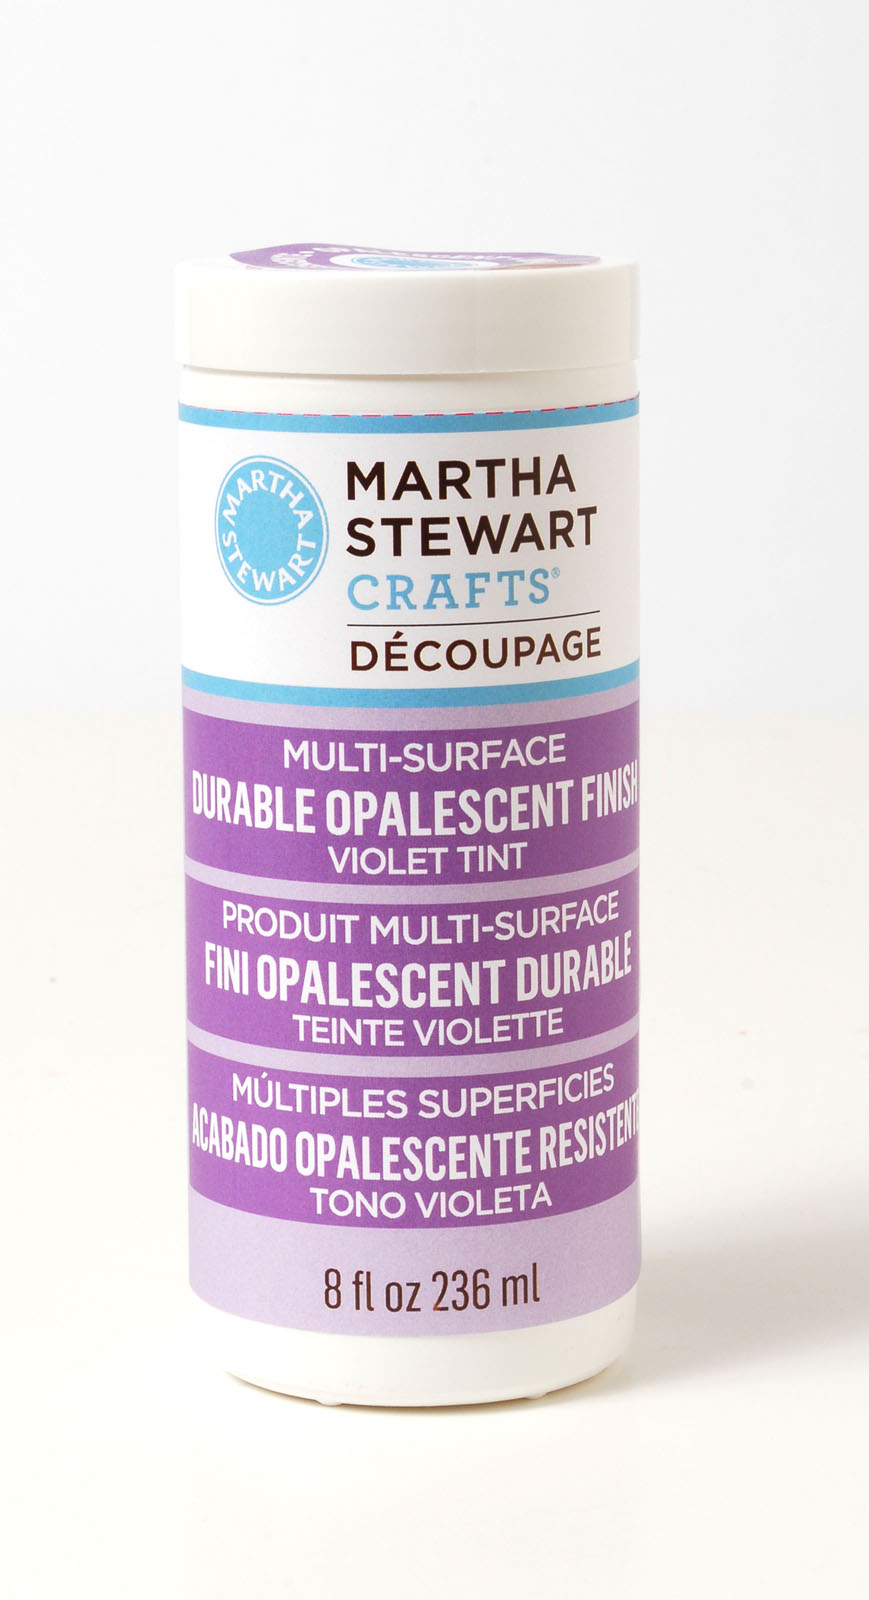 OPALESCENT
MARTHA
STEWART
MARTHA
STEWART
CRAFTS®
DÉCOUPAGE
MULTI-SURFACE
DURABLE OPALESCENT FINISH
VIOLET TINT
PRODUIT MULTI-SURFACE
FINI OPALESCENT DURABLE
TEINTE VIOLETTE
MÚLTIPLES SUPERFICIES
ACABADO OPALESCENTE RESISTENTE
TONO VIOLETA
8 fl oz 236 ml